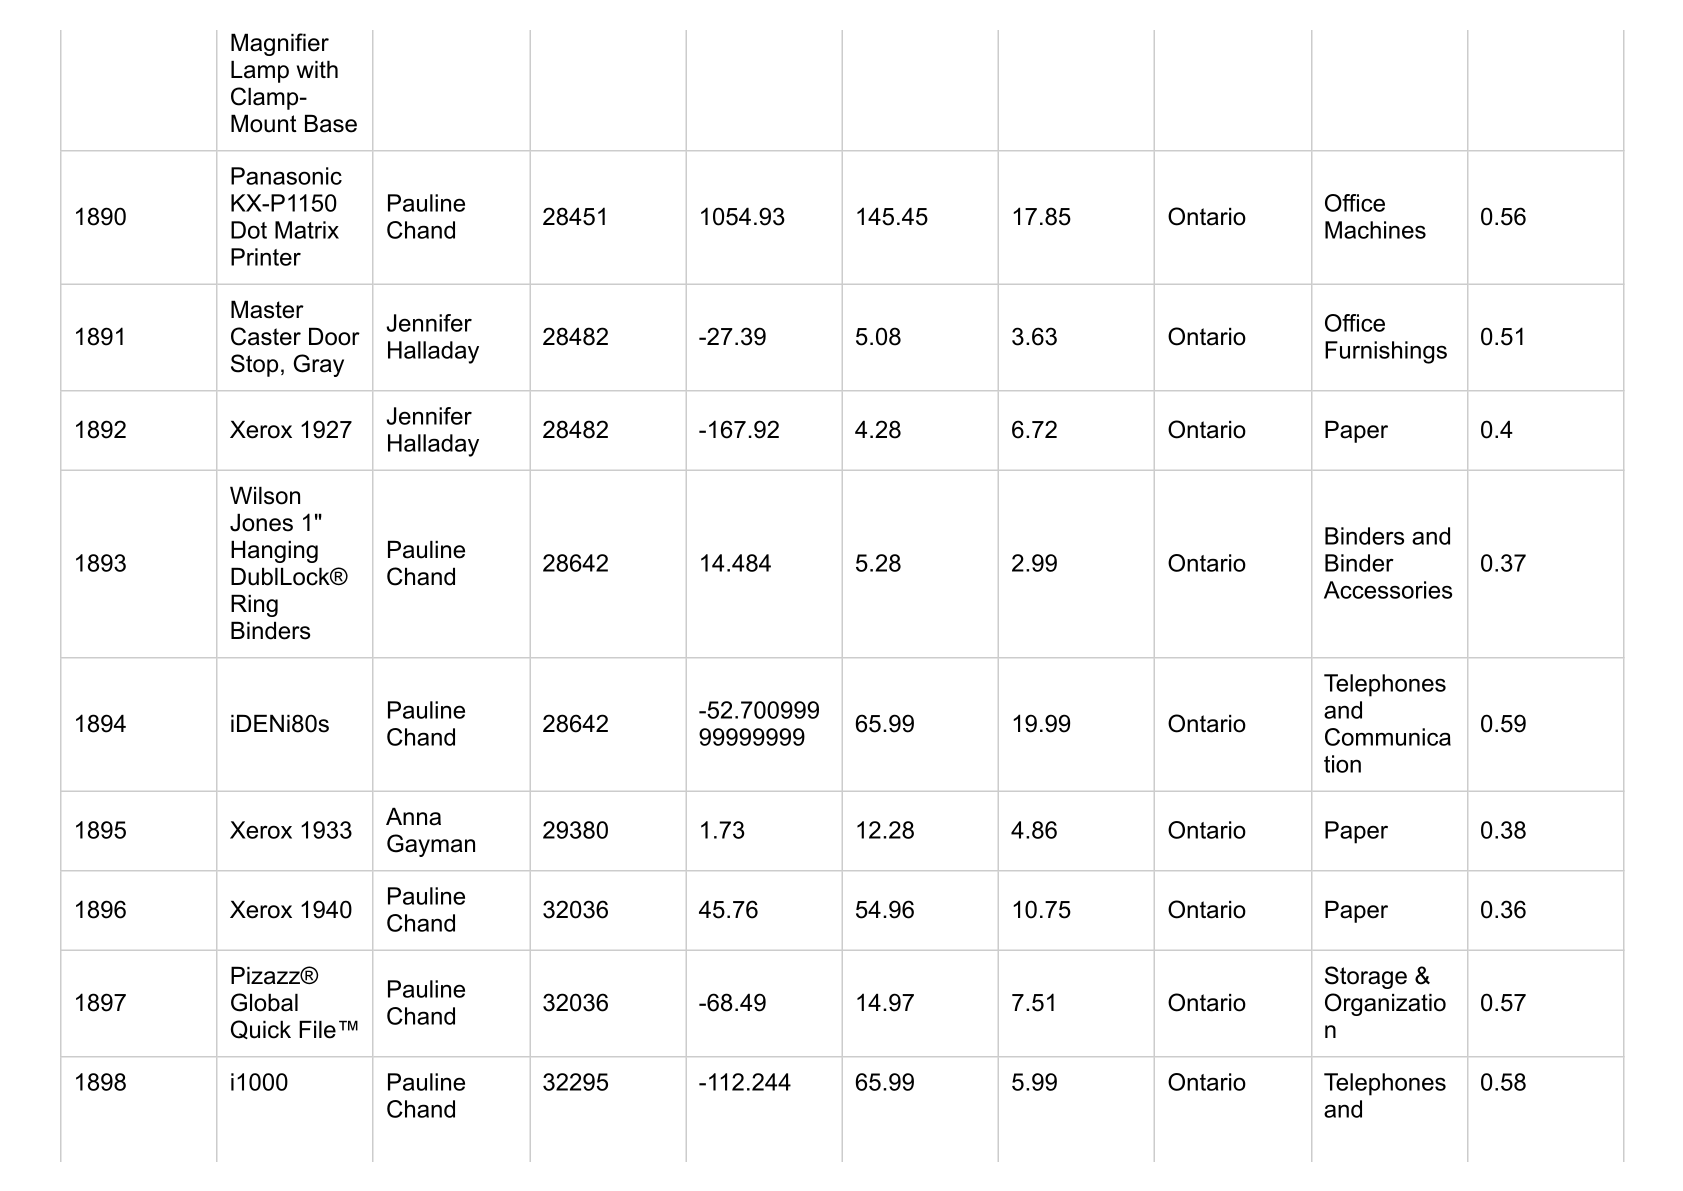 Magnifier
Lamp with
Clamp-
Mount Base
1890
Panasonic
KX-P1150
Dot Matrix
Printer
Pauline
Chand
28451
1054.93
145.45
17.85
Ontario
Office
Machines
0.56
1891
Master
Caster Door
Stop, Gray
Jennifer
Halladay
28482
-27.39
5.08
3.63
Ontario
Office
Furnishings
0.51
1892
Xerox 1927
Jennifer
Halladay
28482
-167.92
4.28
6.72
Ontario
Paper
0.4
1893
Wilson
Jones 1"
Hanging
DublLock®
Ring
Binders
Pauline
Chand
28642
14.484
5.28
2.99
Ontario
Binders and
Binder
Accessories
0.37
1894
iDENi80s
Pauline
Chand
28642
-52.700999
99999999
65.99
19.99
Ontario
Telephones
and
Communica
tion
0.59
1895
Xerox 1933
Anna
Gayman
29380
1.73
12.28
4.86
Ontario
Paper
0.38
1896
Xerox 1940
Pauline
Chand
32036
45.76
54.96
10.75
Ontario
Paper
0.36
1897
Pizazz®
Global
Quick File™
Pauline
Chand
32036
-68.49
14.97
7.51
Ontario
Storage &
Organizatio
n
0.57
1898
i1000
Pauline
Chand
32295
-112.244
65.99
5.99
Ontario
Telephones
and
0.58